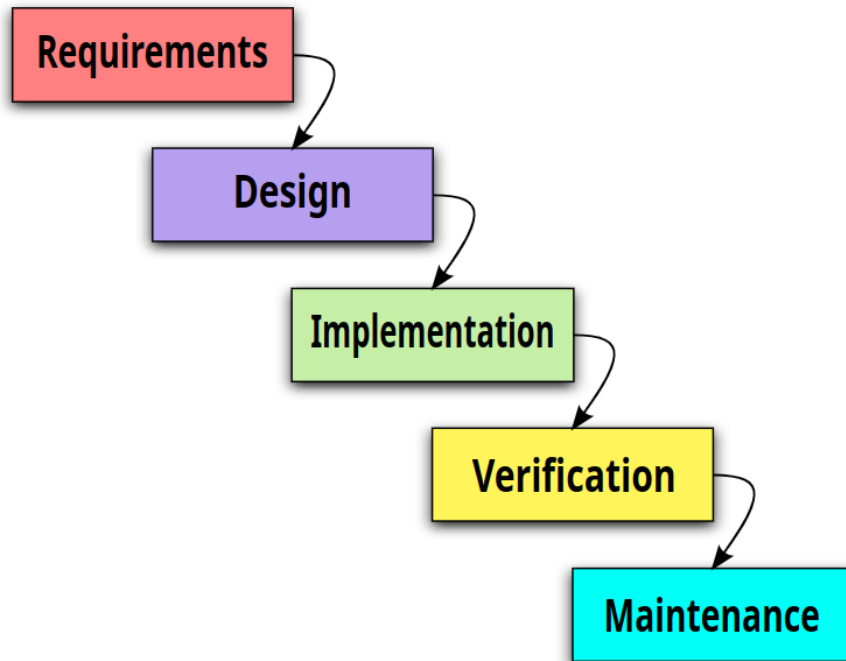 Requirements
Design
Implementation
Verification
Maintenance